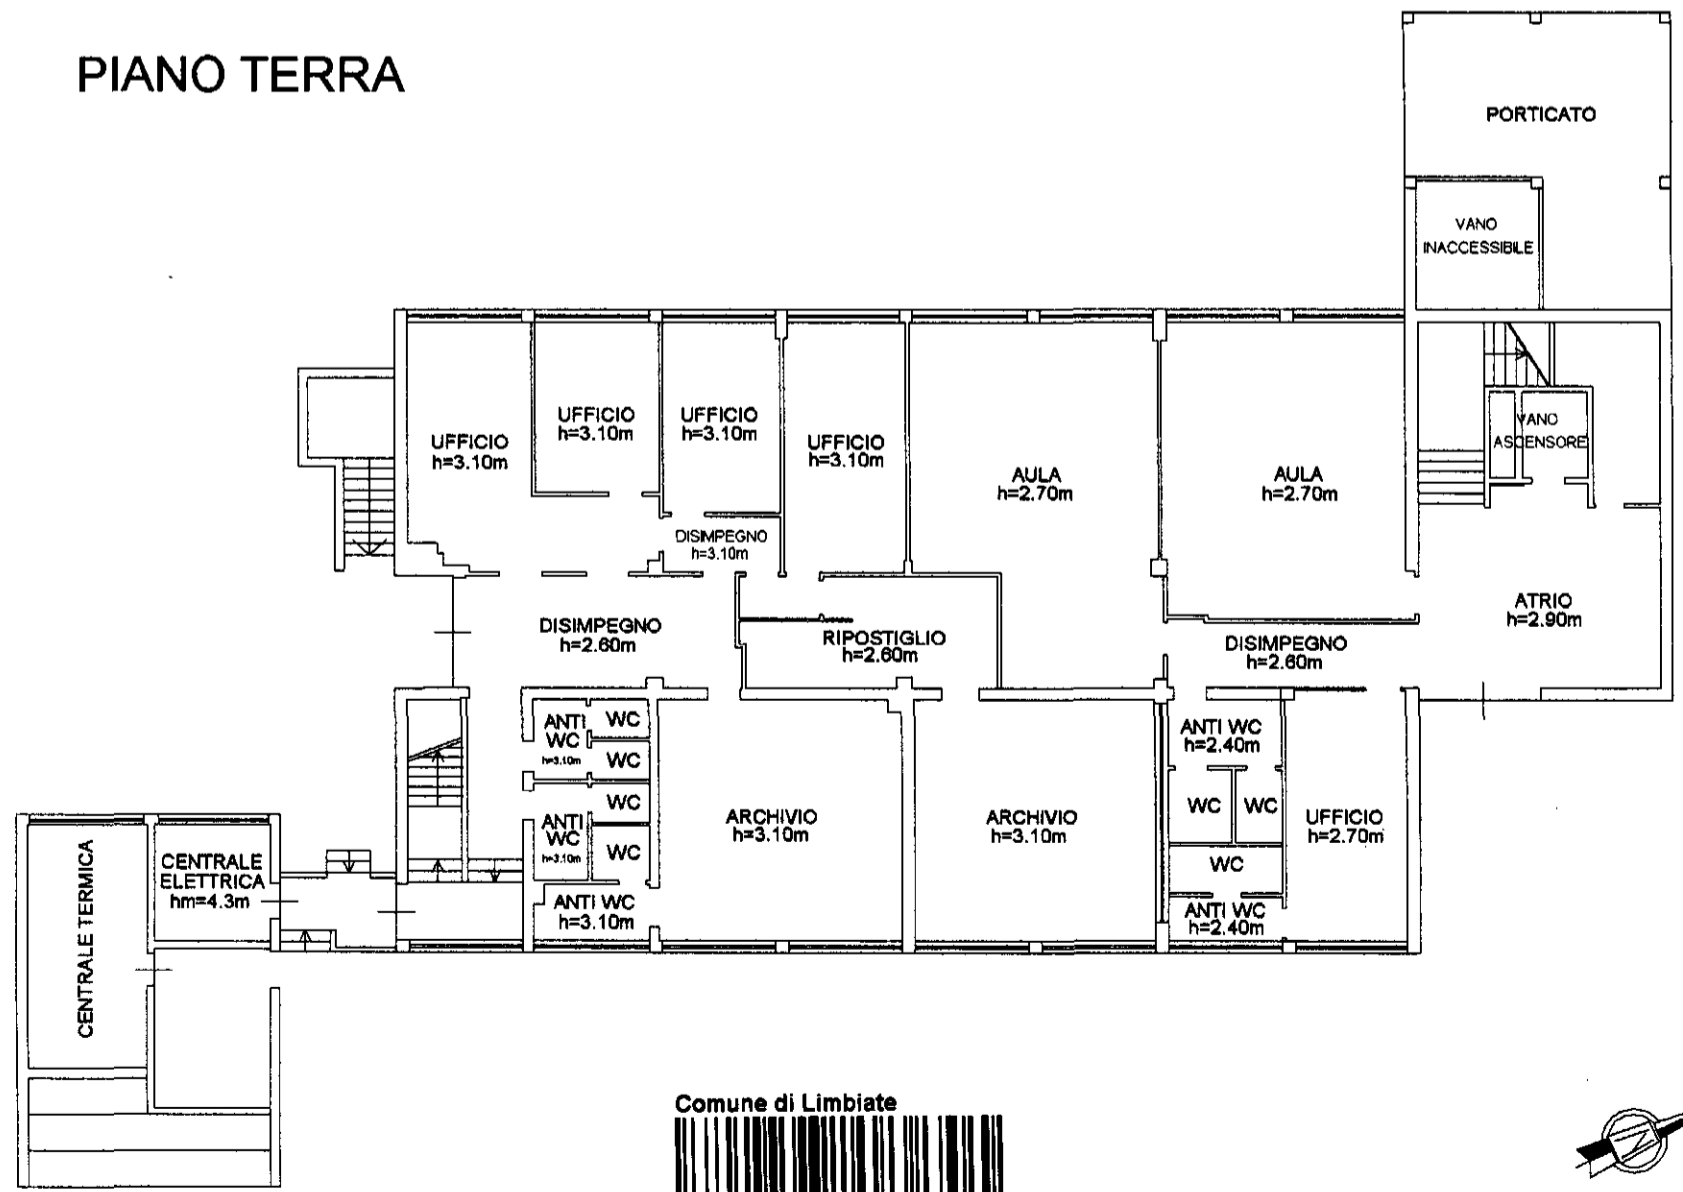 PIANO TERRA
PORTICATO
VANO
INACCESSIBILE
UFFICIO
h=3.10m
UFFICIO
h=3.10m
UFFICIO
h=3.10m
UFFICIO
h=3.10m
AULA
h=2.70m
AULA
h=2.70m
VANO
ASCENSORE
DISIMPEGNO
h=3.10m
DISIMPEGNO
h=2.60m
RIPOSTIGLIO
h=2.60m
DISIMPEGNO
h=2.60m
ATRIO
h=2.90m
ANTI
WC
h=3.10m
WC
WC
ANTI
WC
h=3.10m
WC
WC
ANTI WC
h=3.10m
ARCHIVIO
h=3.10m
ARCHIVIO
h=3.10m
ANTI WC
h=2.40m
WC
WC
WC
ANTI WC
h=2.40m
UFFICIO
h=2.70m
CENTRALE TERMICA
CENTRALE
ELETTRICA
hm=4.3m
Comune di Limbiate
N